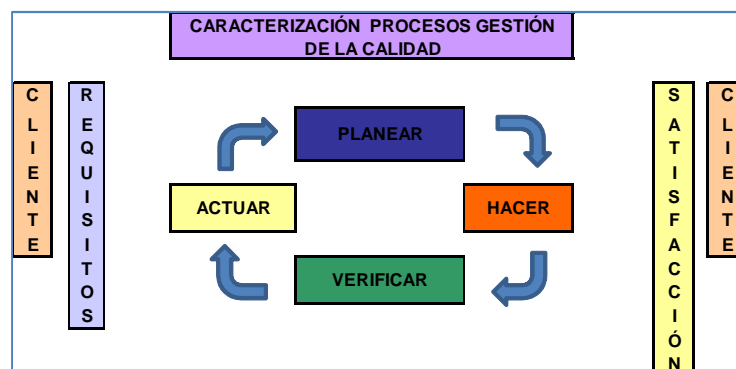 CARACTERIZACIÓN PROCESOS GESTIÓN
DE LA CALIDAD
CLIENTE
REQUISITOS
PLANEAR
ACTUAR
HACER
VERIFICAR
SATISFACCIÓN
CLIENTE